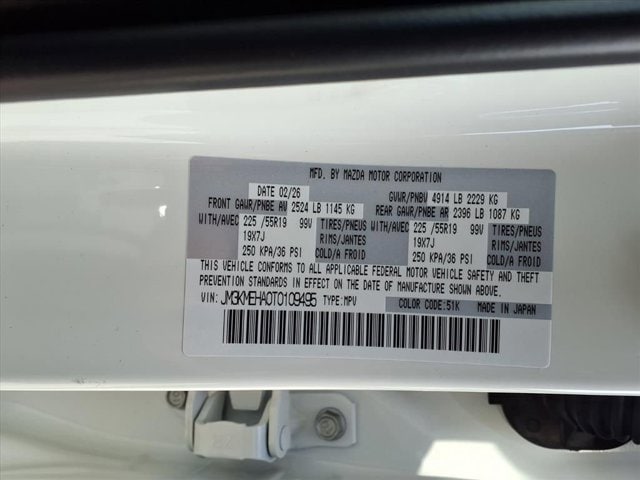 MFD. BY MAZDA MOTOR CORPORATION
DATE 02/26 GVWR/PNBV 4914 LB 2229 KG
FRONT GAWR/PNBE AV 2524 LB 1145 KG REAR GAWR/PNBE AR 2396 LB 1087 KG
WITH/AVEC 225 /55R19 99V TIRES/PNEUS WITH/AVEC 225 /55R19 99V TIRES/PNEUS
19X7J RIMS/JANTES 19X7J RIMS/JANTES
250 KPA/36 PSI COLD/A FROID 250 KPA/36 PSI COLD/A FROID
THIS VEHICLE CONFORMS TO ALL APPLICABLE FEDERAL MOTOR VEHICLE SAFETY AND THEFT
PREVENTION STANDARDS IN EFFECT ON THE DATE OF MANUFACTURE SHOWN ABOVE.
VIN: JM3KMEHA0T0109495 TYPE:MPV COLOR CODE:51K MADE IN JAPAN